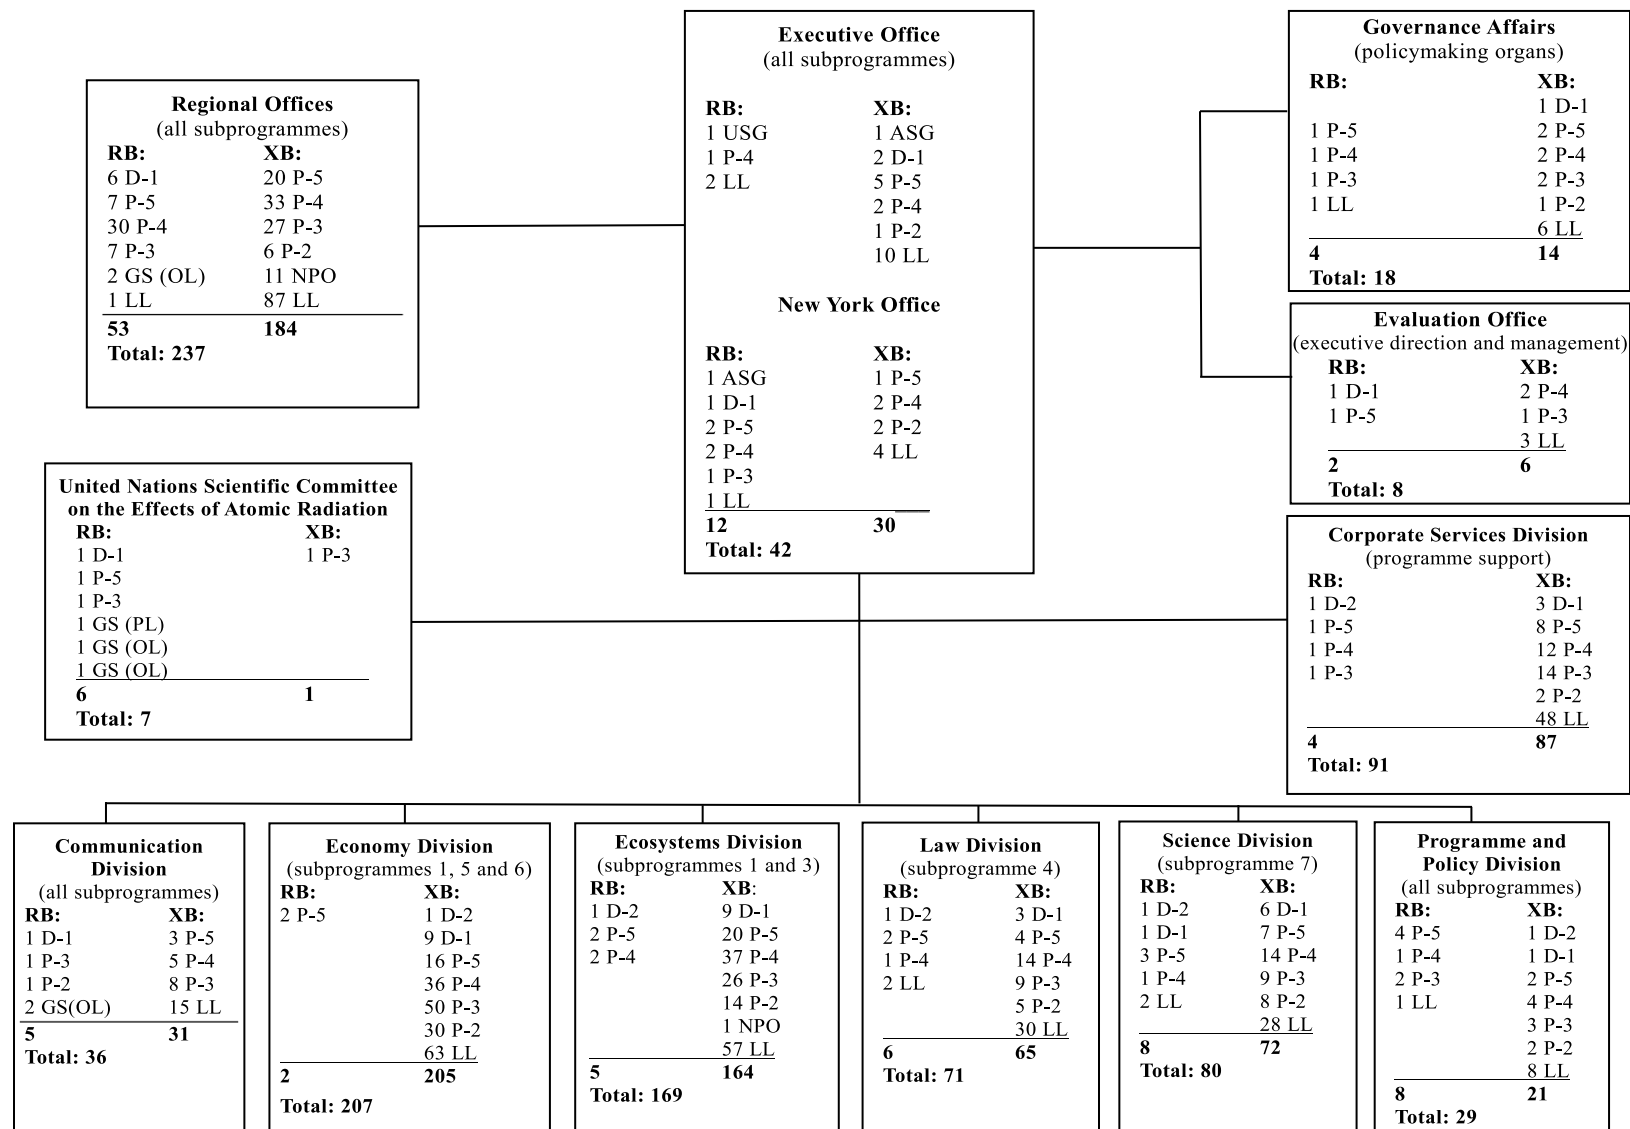 Executive Office
(all subprogrammes)
RB: XB:
1 USG 1 ASG
1 P-4 2 D-1
2 LL 5 P-5
2 P-4
1 P-2
10 LL
New York Office
RB: XB:
1 ASG 1 P-5
1 D-1 2 P-4
2 P-5 2 P-2
2 P-4 4 LL
1 P-3
1 LL
12 30
Total: 42
Regional Offices
(all subprogrammes)
RB: XB:
6 D-1 20 P-5
7 P-5 33 P-4
30 P-4 27 P-3
7 P-3 6 P-2
2 GS (OL) 11 NPO
1 LL 87 LL
53 184
Total: 237
Governance Affairs
(policymaking organs)
RB: XB:
1 D-1
1 P-5 2 P-5
1 P-4 2 P-4
1 P-3 2 P-3
1 LL 1 P-2
6 LL
4 14
Total: 18
Evaluation Office
(executive direction and management)
RB: XB:
1 D-1 2 P-4
1 P-5 1 P-3
3 LL
2 6
Total: 8
United Nations Scientific Committee
on the Effects of Atomic Radiation
RB: XB:
1 D-1 1 P-3
1 P-5
1 P-3
1 GS (PL)
1 GS (OL)
1 GS (OL)
6 1
Total: 7
Corporate Services Division
(programme support)
RB: XB:
1 D-2 3 D-1
1 P-5 8 P-5
1 P-4 12 P-4
1 P-3 14 P-3
2 P-2
48 LL
4 87
Total: 91
Communication
Division
(all subprogrammes)
RB: XB:
1 D-1 3 P-5
1 P-3 5 P-4
1 P-2 8 P-3
2 GS(OL) 15 LL
5 31
Total: 36
Economy Division
(subprogrammes 1, 5 and 6)
RB: XB:
2 P-5 1 D-2
9 D-1
16 P-5
36 P-4
50 P-3
30 P-2
63 LL
2 205
Total: 207
Ecosystems Division
(subprogrammes 1 and 3)
RB: XB:
1 D-2 9 D-1
2 P-5 20 P-5
2 P-4 37 P-4
26 P-3
14 P-2
1 NPO
57 LL
5 164
Total: 169
Law Division
(subprogramme 4)
RB: XB:
1 D-2 3 D-1
2 P-5 4 P-5
1 P-4 14 P-4
2 LL 9 P-3
5 P-2
30 LL
6 65
Total: 71
Science Division
(subprogramme 7)
RB: XB:
1 D-2 6 D-1
1 D-1 7 P-5
3 P-5 14 P-4
1 P-4 9 P-3
2 LL 8 P-2
28 LL
8 72
Total: 80
Programme and
Policy Division
(all subprogrammes)
RB: XB:
4 P-5 1 D-2
1 P-4 1 D-1
2 P-3 2 P-5
1 LL 4 P-4
3 P-3
2 P-2
8 LL
8 21
Total: 29